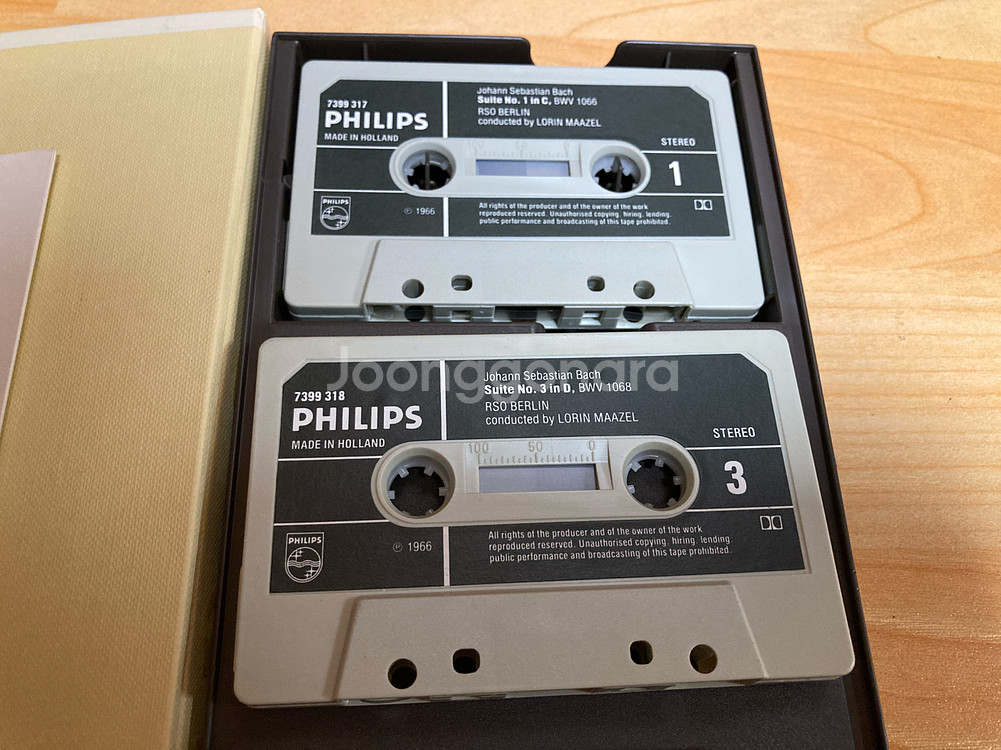 7399 317
PHILIPS
MADE IN HOLLAND
Johann Sebastian Bach
Suite No. 1 in C, BWV 1066
RSO BERLIN
conducted by LORIN MAAZEL
STEREO
1
100 50 0
PHILIPS
℗ 1966
All rights of the producer and of the owner of the work
reproduced reserved. Unauthorised copying, hiring, lending,
public performance and broadcasting of this tape prohibited.
Joonggonara
7399 318
PHILIPS
MADE IN HOLLAND
Johann Sebastian Bach
Suite No. 3 in D, BWV 1068
RSO BERLIN
conducted by LORIN MAAZEL
STEREO
3
100 50 0
PHILIPS
℗ 1966
All rights of the producer and of the owner of the work
reproduced reserved. Unauthorised copying, hiring, lending,
public performance and broadcasting of this tape prohibited.